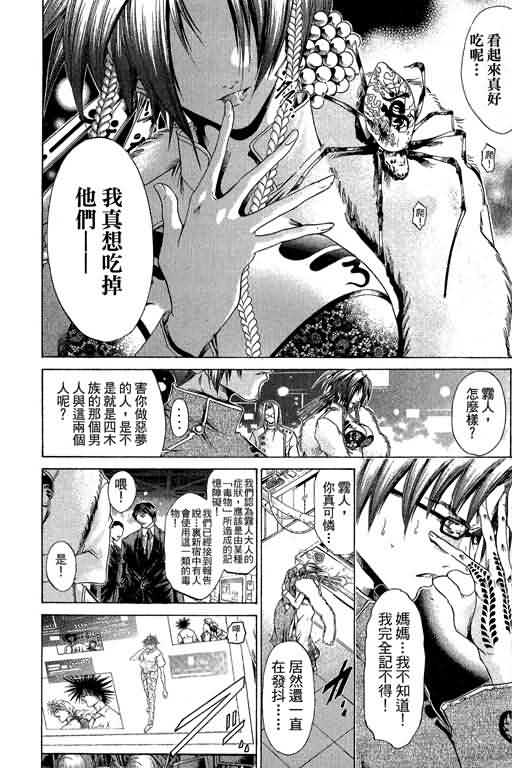 看起來真好
吃呢…
爬
爬
我真想吃掉
他們——
霧人，
怎麼樣？
害你做惡夢
的人，是不
是就是四木
族的那個男
人與這兩個
人呢？
…
媽媽…我不知道！
我完全記不得！
霧人，
你真可憐
居然還一直
在發抖……
我們認為霧人大人的
症狀，應該是由某種
「毒物」所造成的記
憶障礙！
我們已經接到報告
說…裏新宿中有人
會使用這一類的毒
物！
喂！
是！
嗯！